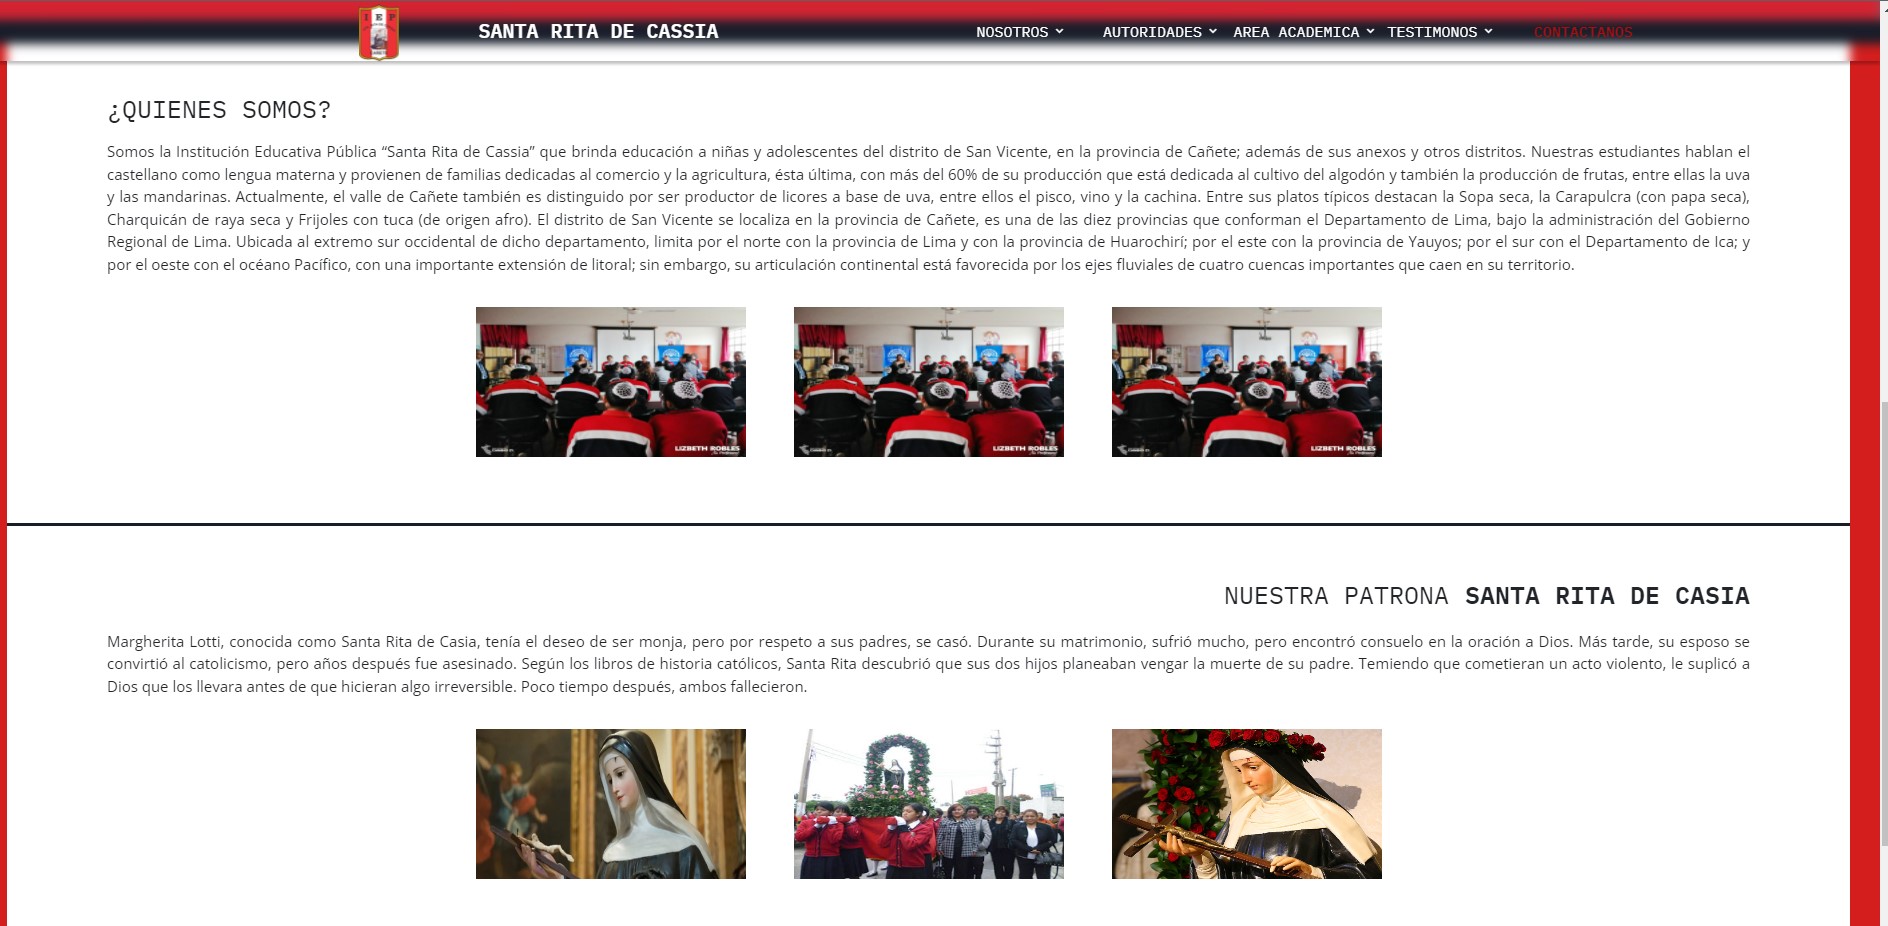 IEP
SANTA RITA DE CASSIA
NOSOTROS
AUTORIDADES
AREA ACADEMICA
TESTIMONOS
CONTACTANOS
¿QUIENES SOMOS?
Somos la Institución Educativa Pública “Santa Rita de Cassia” que brinda educación a niñas y adolescentes del distrito de San Vicente, en la provincia de Cañete; además de sus anexos y otros distritos. Nuestras estudiantes hablan el
castellano como lengua materna y provienen de familias dedicadas al comercio y la agricultura, ésta última, con más del 60% de su producción que está dedicada al cultivo del algodón y también la producción de frutas, entre ellas la uva
y las mandarinas. Actualmente, el valle de Cañete también es distinguido por ser productor de licores a base de uva, entre ellos el pisco, vino y la cachina. Entre sus platos típicos destacan la Sopa seca, la Carapulcra (con papa seca),
Charquicán de raya seca y Frijoles con tuca (de origen afro). El distrito de San Vicente se localiza en la provincia de Cañete, es una de las diez provincias que conforman el Departamento de Lima, bajo la administración del Gobierno
Regional de Lima. Ubicada al extremo sur occidental de dicho departamento, limita por el norte con la provincia de Lima y con la provincia de Huarochirí; por el este con la provincia de Yauyos; por el sur con el Departamento de Ica; y
por el oeste con el océano Pacífico, con una importante extensión de litoral; sin embargo, su articulación continental está favorecida por los ejes fluviales de cuatro cuencas importantes que caen en su territorio.
LIZBETH ROBLES
LIZBETH ROBLES
LIZBETH ROBLES
NUESTRA PATRONA SANTA RITA DE CASIA
Margherita Lotti, conocida como Santa Rita de Casia, tenía el deseo de ser monja, pero por respeto a sus padres, se casó. Durante su matrimonio, sufrió mucho, pero encontró consuelo en la oración a Dios. Más tarde, su esposo se
convirtió al catolicismo, pero años después fue asesinado. Según los libros de historia católicos, Santa Rita descubrió que sus dos hijos planeaban vengar la muerte de su padre. Temiendo que cometieran un acto violento, le suplicó a
Dios que los llevara antes de que hicieran algo irreversible. Poco tiempo después, ambos fallecieron.